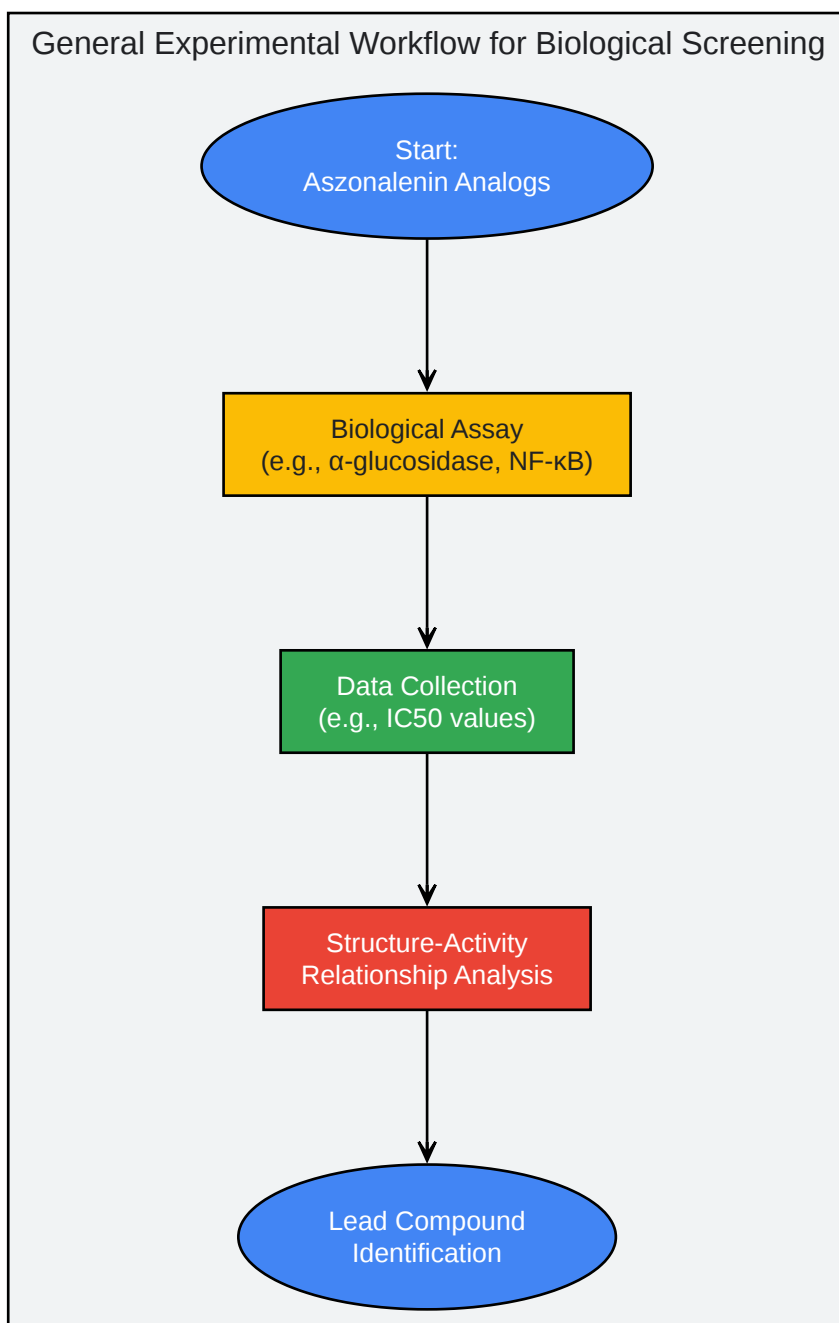 General Experimental Workflow for Biological Screening
Start:
Aszonalenin Analogs
Biological Assay
(e.g., α-glucosidase, NF-κB)
Data Collection
(e.g., IC50 values)
Structure-Activity
Relationship Analysis
Lead Compound
Identification